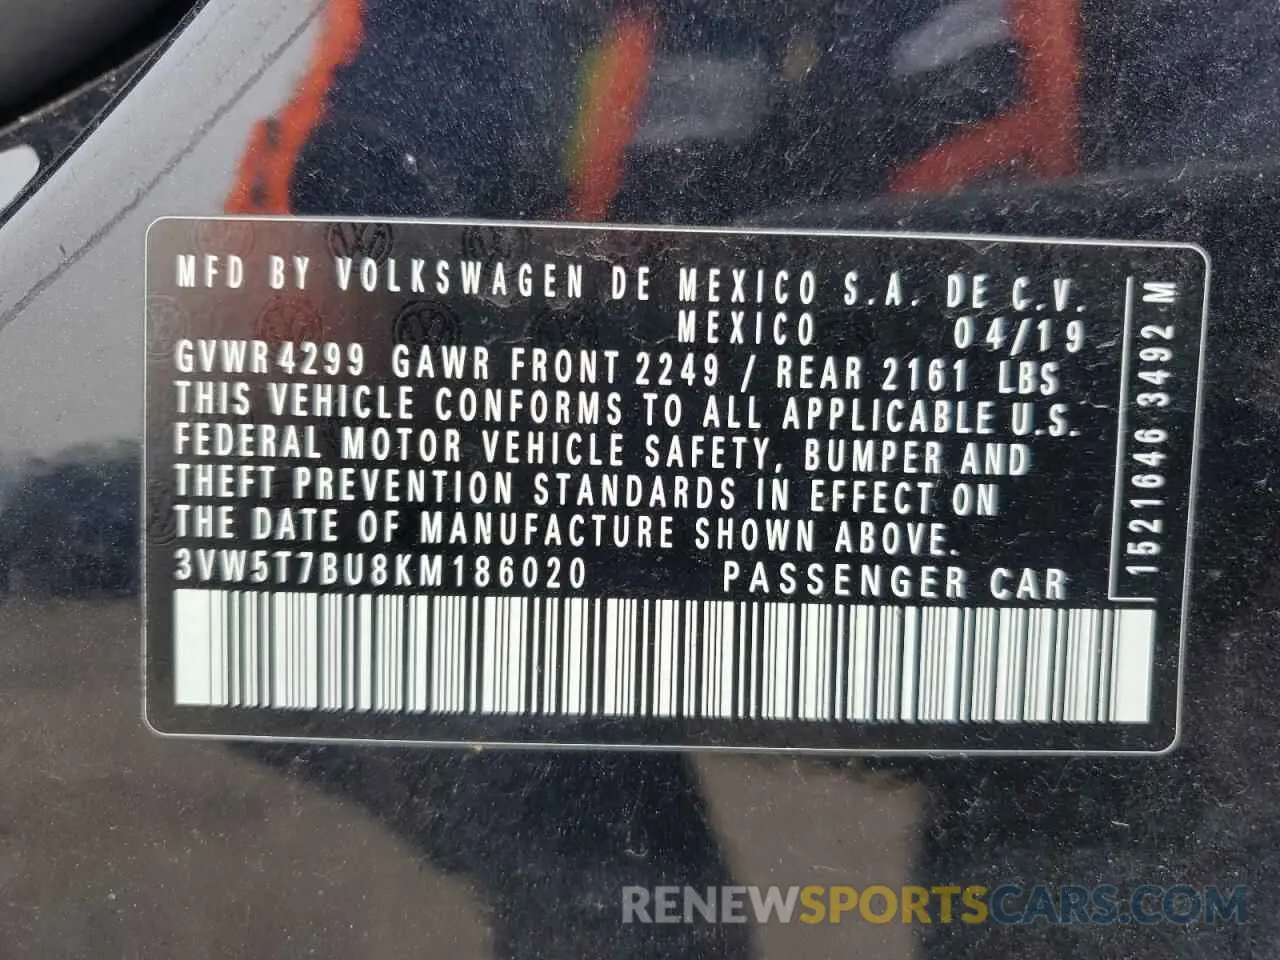 MFD BY VOLKSWAGEN DE MEXICO S.A. DE C.V.
MEXICO 04/19
GVWR 4299 GAWR FRONT 2249 / REAR 2161 LBS
THIS VEHICLE CONFORMS TO ALL APPLICABLE U.S.
FEDERAL MOTOR VEHICLE SAFETY, BUMPER AND
THEFT PREVENTION STANDARDS IN EFFECT ON
THE DATE OF MANUFACTURE SHOWN ABOVE.
3VW5T7BU8KM186020 PASSENGER CAR
15216463492 M
RENEWSPORTSCARS.COM